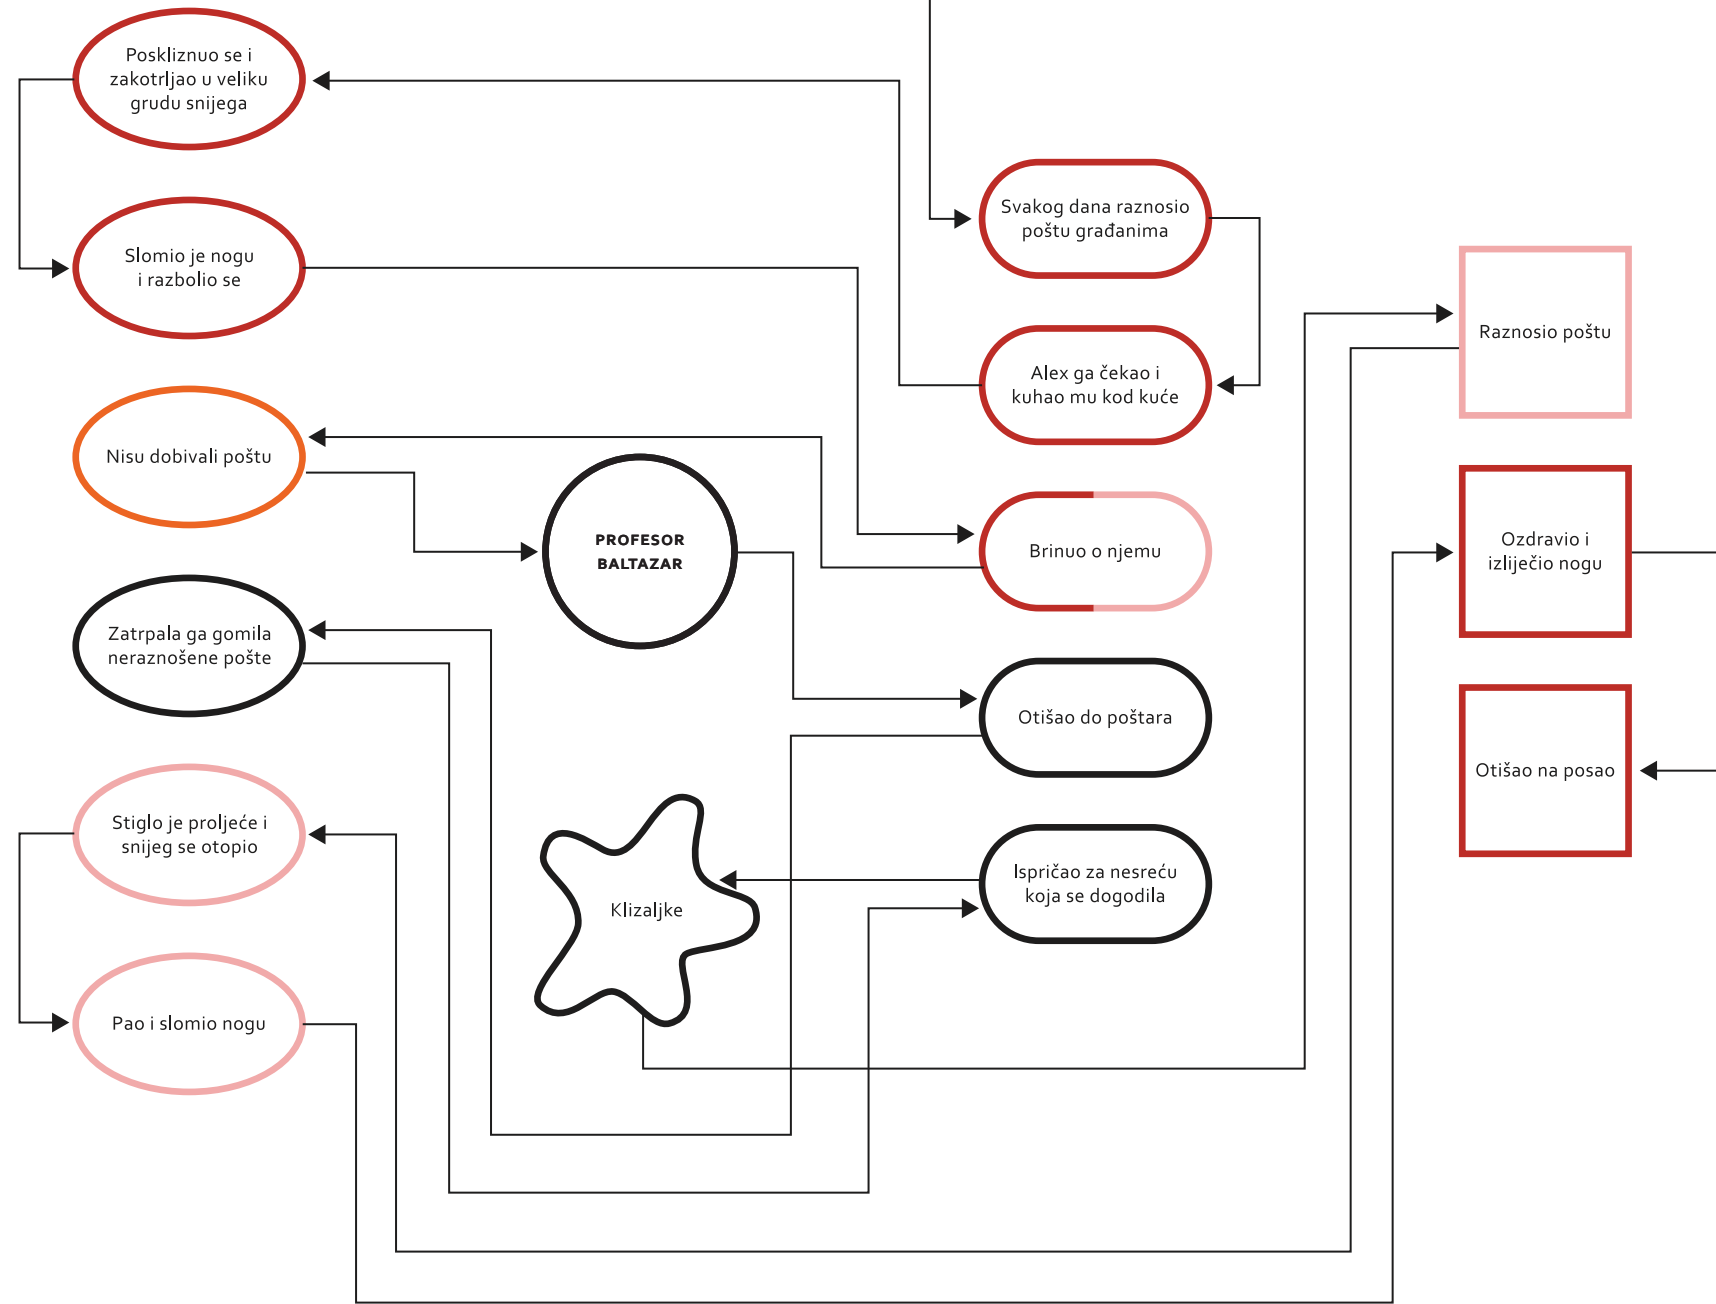 Poskliznuo se i
zakotrljao u veliku
grudu snijega
Slomio je nogu
i razbolio se
Nisu dobivali poštu
Zatrpala ga gomila
neraznošene pošte
Stiglo je proljeće i
snijeg se otopio
Pao i slomio nogu
PROFESOR
BALTAZAR
Klizaljke
Svakog dana raznosio
poštu građanima
Alex ga čekao i
kuhao mu kod kuće
Brinuo o njemu
Otišao do poštara
Ispričao za nesreću
koja se dogodila
Raznosio poštu
Ozdravio i
izliječio nogu
Otišao na posao